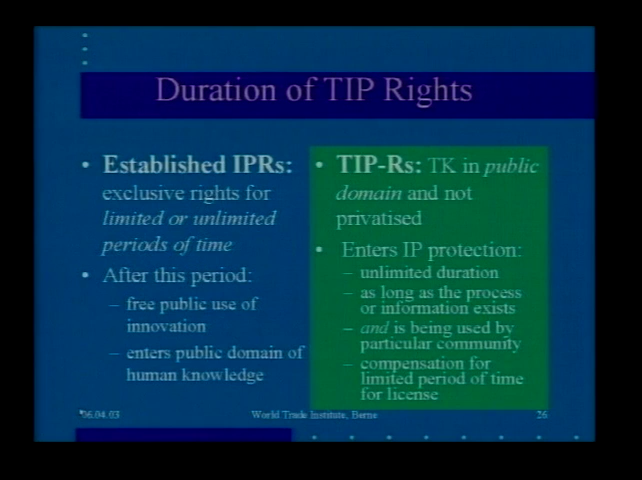 Duration of TIP Rights
• Established IPRs:
exclusive rights for
limited or unlimited
periods of time
• After this period:
– free public use of
innovation
– enters public domain of
human knowledge
• TIP-Rs: TK in public
domain and not
privatised
• Enters IP protection:
– unlimited duration
– as long as the process
or information exists
– and is being used by
particular community
– compensation for
limited period of time
for license
06.04.03
World Trade Institute, Berne
26